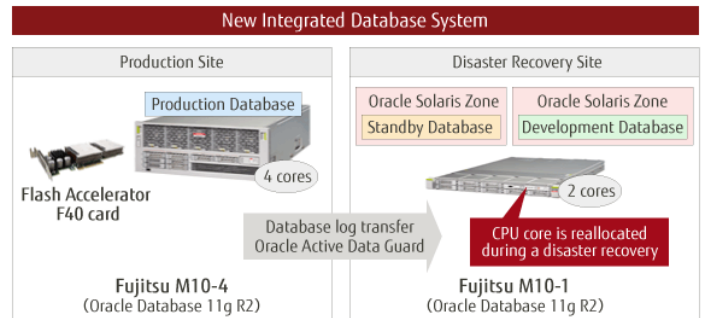 New Integrated Database System
Production Site
Production Database
4 cores
Flash Accelerator
F40 card
Fujitsu M10-4
(Oracle Database 11g R2)
Database log transfer
Oracle Active Data Guard
Disaster Recovery Site
Oracle Solaris Zone
Standby Database
Oracle Solaris Zone
Development Database
2 cores
CPU core is reallocated
during a disaster recovery
Fujitsu M10-1
(Oracle Database 11g R2)